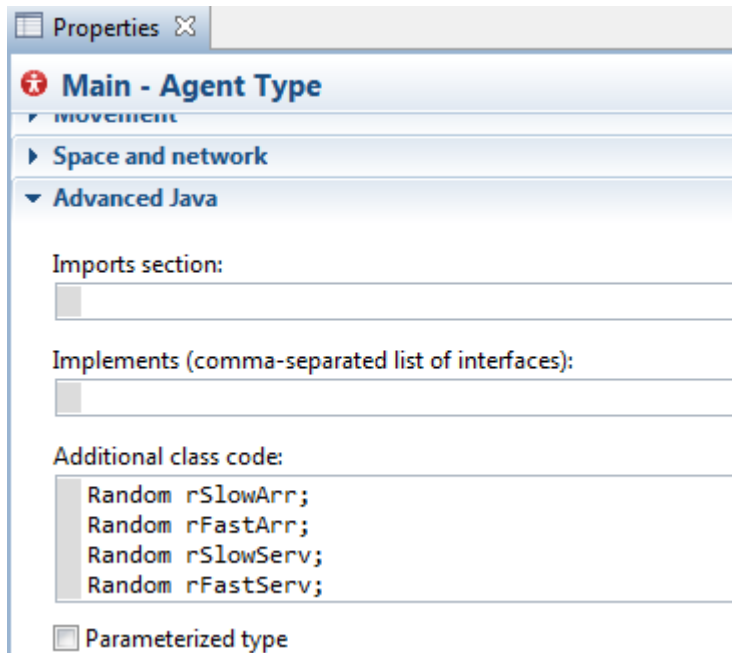 Properties
Main - Agent Type
Movement
Space and network
Advanced Java
Imports section:
Implements (comma-separated list of interfaces):
Additional class code:
Random rSlowArr;
Random rFastArr;
Random rSlowServ;
Random rFastServ;
Parameterized type